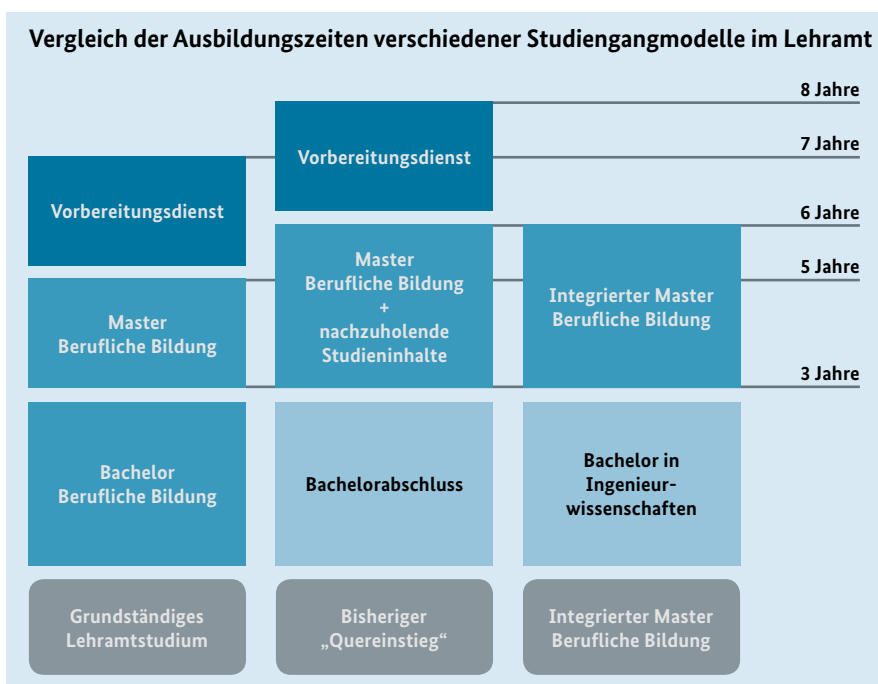 Vergleich der Ausbildungszeiten verschiedener Studiengangmodelle im Lehramt
8 Jahre
7 Jahre
6 Jahre
5 Jahre
3 Jahre
Vorbereitungsdienst
Master
Berufliche Bildung
Bachelor
Berufliche Bildung
Grundständiges
Lehramtstudium
Vorbereitungsdienst
Master
Berufliche Bildung
+
nachzuholende
Studieninhalte
Bachelorabschluss
Bisheriger
„Quereinstieg“
Integrierter Master
Berufliche Bildung
Bachelor in
Ingenieur-
wissenschaften
Integrierter Master
Berufliche Bildung